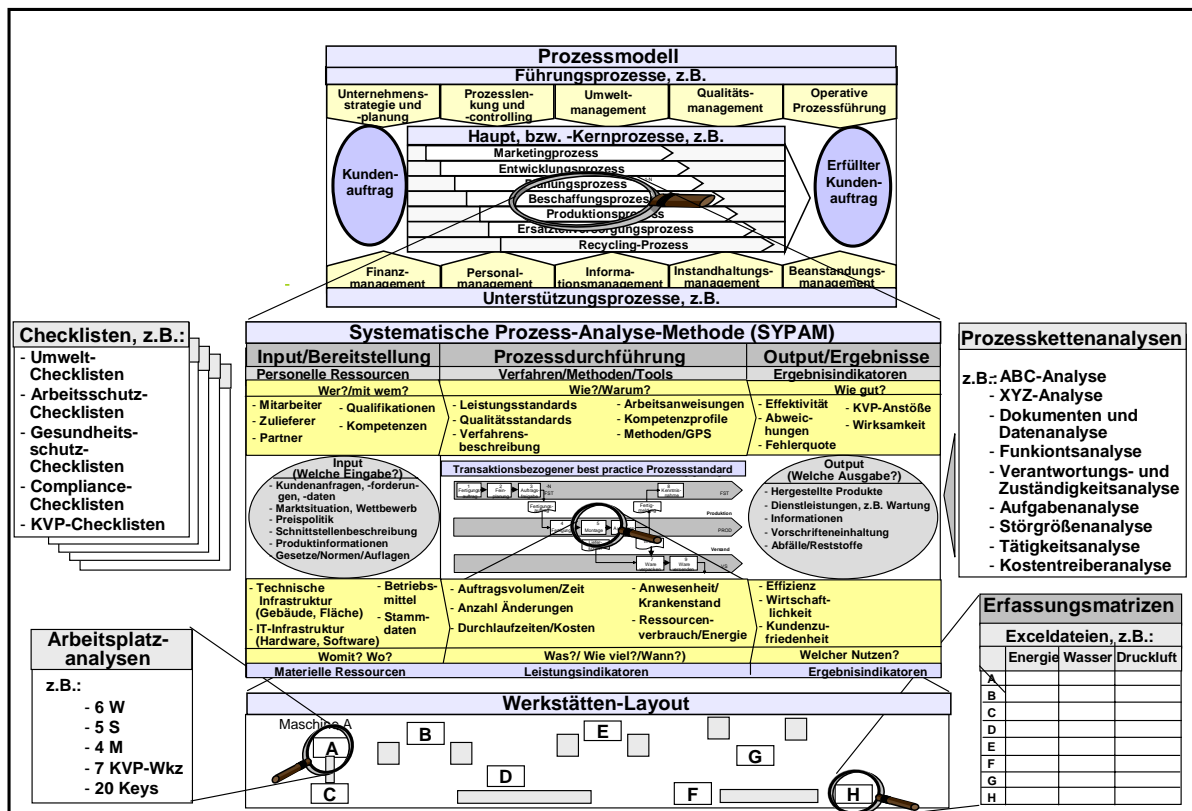 Prozessmodell
Führungsprozesse, z.B.
Unternehmens-
strategie und
-planung
Prozesslen-
kung und
-controlling
Umwelt-
management
Qualitäts-
management
Operative
Prozessführung
Haupt, bzw. -Kernprozesse, z.B.
Kunden-
auftrag
Marketingprozess
Entwicklungsprozess
Planungsprozess
Beschaffungsprozess
Produktionsprozess
Ersatzteilversorgungsprozess
Recycling-Prozess
Erfüllter
Kunden-
auftrag
Finanz-
management
Personal-
management
Informa-
tionsmanagement
Instandhaltungs-
management
Beanstandungs-
management
Unterstützungsprozesse, z.B.
Checklisten, z.B.:
- Umwelt-
Checklisten
- Arbeitsschutz-
Checklisten
- Gesundheits-
schutz-
Checklisten
- Compliance-
Checklisten
- KVP-Checklisten
Systematische Prozess-Analyse-Methode (SYPAM)
Input/Bereitstellung
Prozessdurchführung
Output/Ergebnisse
Personelle Ressourcen
Verfahren/Methoden/Tools
Ergebnisindikatoren
Wer?/mit wem?
- Mitarbeiter
- Zulieferer
- Partner
- Qualifikationen
- Kompetenzen
Wie?/Warum?
- Leistungsstandards
- Qualitätsstandards
- Verfahrens-
beschreibung
- Arbeitsanweisungen
- Kompetenzprofile
- Methoden/GPS
Wie gut?
- Effektivität
- Abwei-
chungen
- Fehlerquote
- KVP-Anstöße
- Wirksamkeit
Input
(Welche Eingabe?)
- Kundenanfragen, -forderun-
gen, -daten
- Marktsituation, Wettbewerb
- Preispolitik
- Schnittstellenbeschreibung
- Produktinformationen
- Gesetze/Normen/Auflagen
Transaktionsbezogener best practice Prozessstandard
FST
Produktion
PROD
Montage
Versand
Output
(Welche Ausgabe?)
- Hergestellte Produkte
- Dienstleistungen, z.B. Wartung
- Informationen
- Vorschrifteneinhaltung
- Abfälle/Reststoffe
- Technische
Infrastruktur
(Gebäude, Fläche)
- IT-Infrastruktur
(Hardware, Software)
- Betriebs-
mittel
- Stamm-
daten
Womit? Wo?
- Auftragsvolumen/Zeit
- Anzahl Änderungen
- Durchlaufzeiten/Kosten
- Anwesenheit/
Krankenstand
- Ressourcen-
verbrauch/Energie
Was?/ Wie viel?/Wann?)
- Effizienz
- Wirtschaft-
lichkeit
- Kundenzu-
friedenheit
Welcher Nutzen?
Materielle Ressourcen
Leistungsindikatoren
Ergebnisindikatoren
Prozesskettenanalysen
z.B.:- ABC-Analyse
- XYZ-Analyse
- Dokumenten und
Datenanalyse
- Funkiontsanalyse
- Verantwortungs- und
Zuständigkeitsanalyse
- Aufgabenanalyse
- Störgrößenanalyse
- Tätigkeitsanalyse
- Kostentreiberanalyse
Arbeitsplatz-
analysen
z.B.:
- 6 W
- 5 S
- 4 M
- 7 KVP-Wkz
- 20 Keys
Werkstätten-Layout
Maschine A
A
B
C
D
E
F
G
H
Erfassungsmatrizen
Exceldateien, z.B.:
Energie Wasser Druckluft
A
B
C
D
E
F
G
H